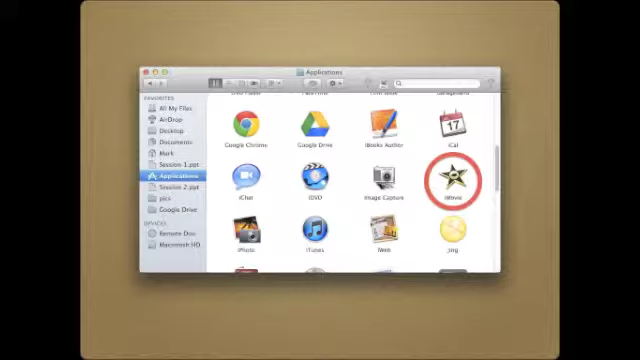 Applications
FAVORITES
All My Files
AirDrop
Desktop
Documents
Mark
Session 1.ppt
Applications
Session 2.ppt
pics
Google Drive
DEVICES
Remote Disc
Macintosh HD
Google Chrome
Google Drive
iBooks Author
iCal
17
iChat
iDVD
Image Capture
iMovie
iPhoto
iTunes
iWeb